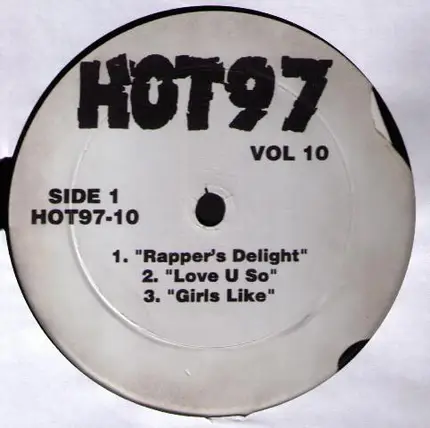 HOT97
VOL 10
SIDE 1
HOT97-10
1. "Rapper's Delight"
2. "Love U So"
3. "Girls Like"